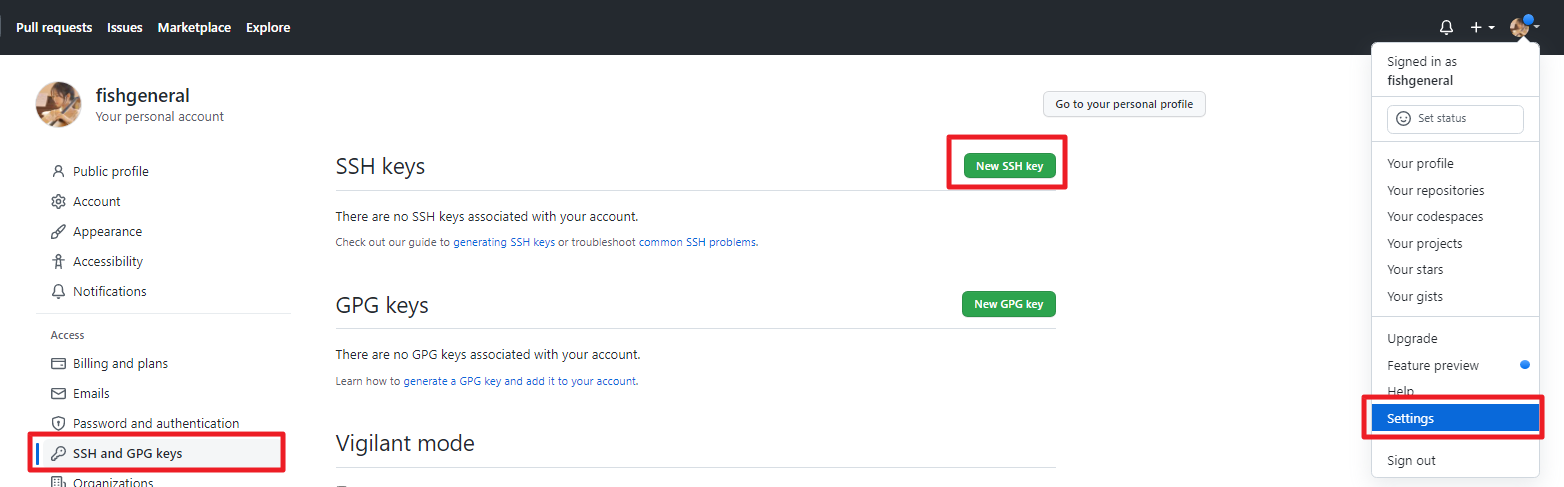 Pull requests Issues Marketplace Explore
Signed in as
fishgeneral
Set status
Your profile
Your repositories
Your codespaces
Your projects
Your stars
Your gists
Upgrade
Feature preview
Help
Settings
Sign out
fishgeneral
Your personal account
Go to your personal profile
Public profile
Account
Appearance
Accessibility
Notifications
Access
Billing and plans
Emails
Password and authentication
SSH and GPG keys
Organizations
SSH keys
New SSH key
There are no SSH keys associated with your account.
Check out our guide to generating SSH keys or troubleshoot common SSH problems.
GPG keys
New GPG key
There are no GPG keys associated with your account.
Learn how to generate a GPG key and add it to your account.
Vigilant mode